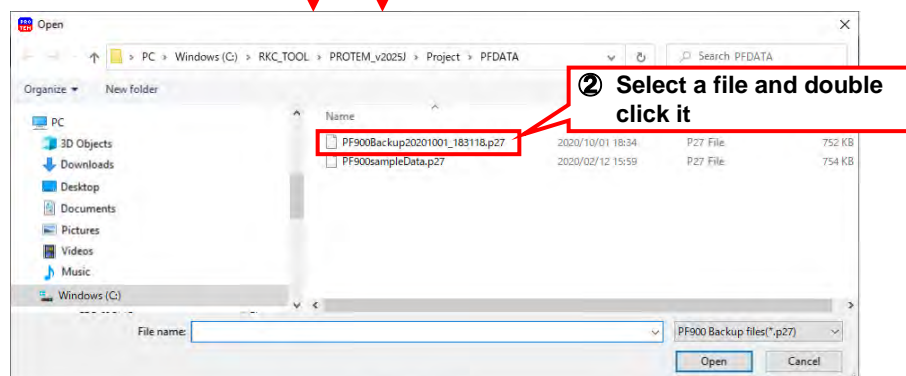 PRO
TEM
Open
PC > Windows (C:) > RKC_TOOL > PROTEM_v2025J > Project > PFDATA
Search PFDATA
Organize
New folder
② Select a file and double
click it
Name
PC
3D Objects
Downloads
Desktop
Documents
Pictures
Videos
Music
Windows (C:)
PF900Backup20201001_183118.p27 2020/10/01 18:34 P27 File 752 KB
PF900sampleData.p27 2020/02/12 15:59 P27 File 754 KB
File name:
PF900 Backup files(*.p27)
Open
Cancel